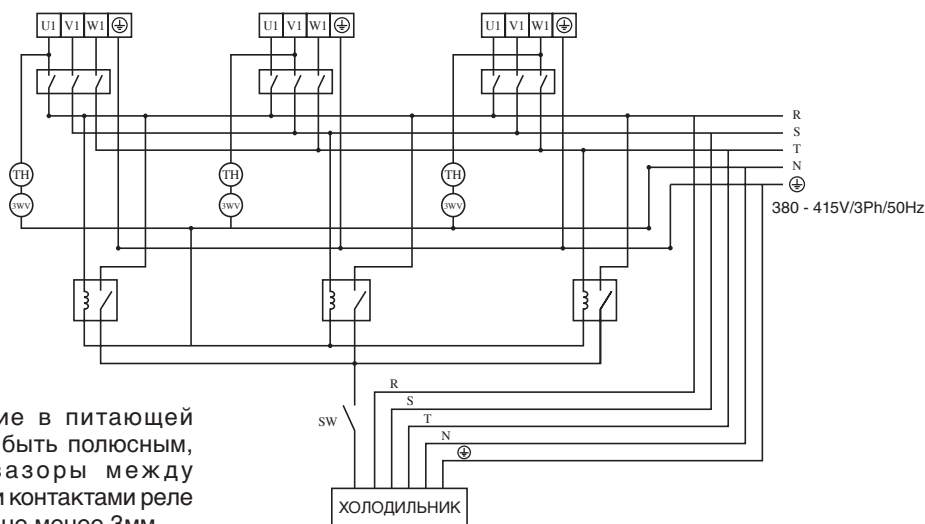 U1 V1 W1 U1 V1 W1 U1 V1 W1
R
S
T
N
380 - 415V/3Ph/50Hz
TH TH TH
3WV 3WV 3WV
R
S
T
N
SW
ХОЛОДИЛЬНИК
ие в питающей
быть полюсным,
зазоры между
и контактами реле
не менее 3мм